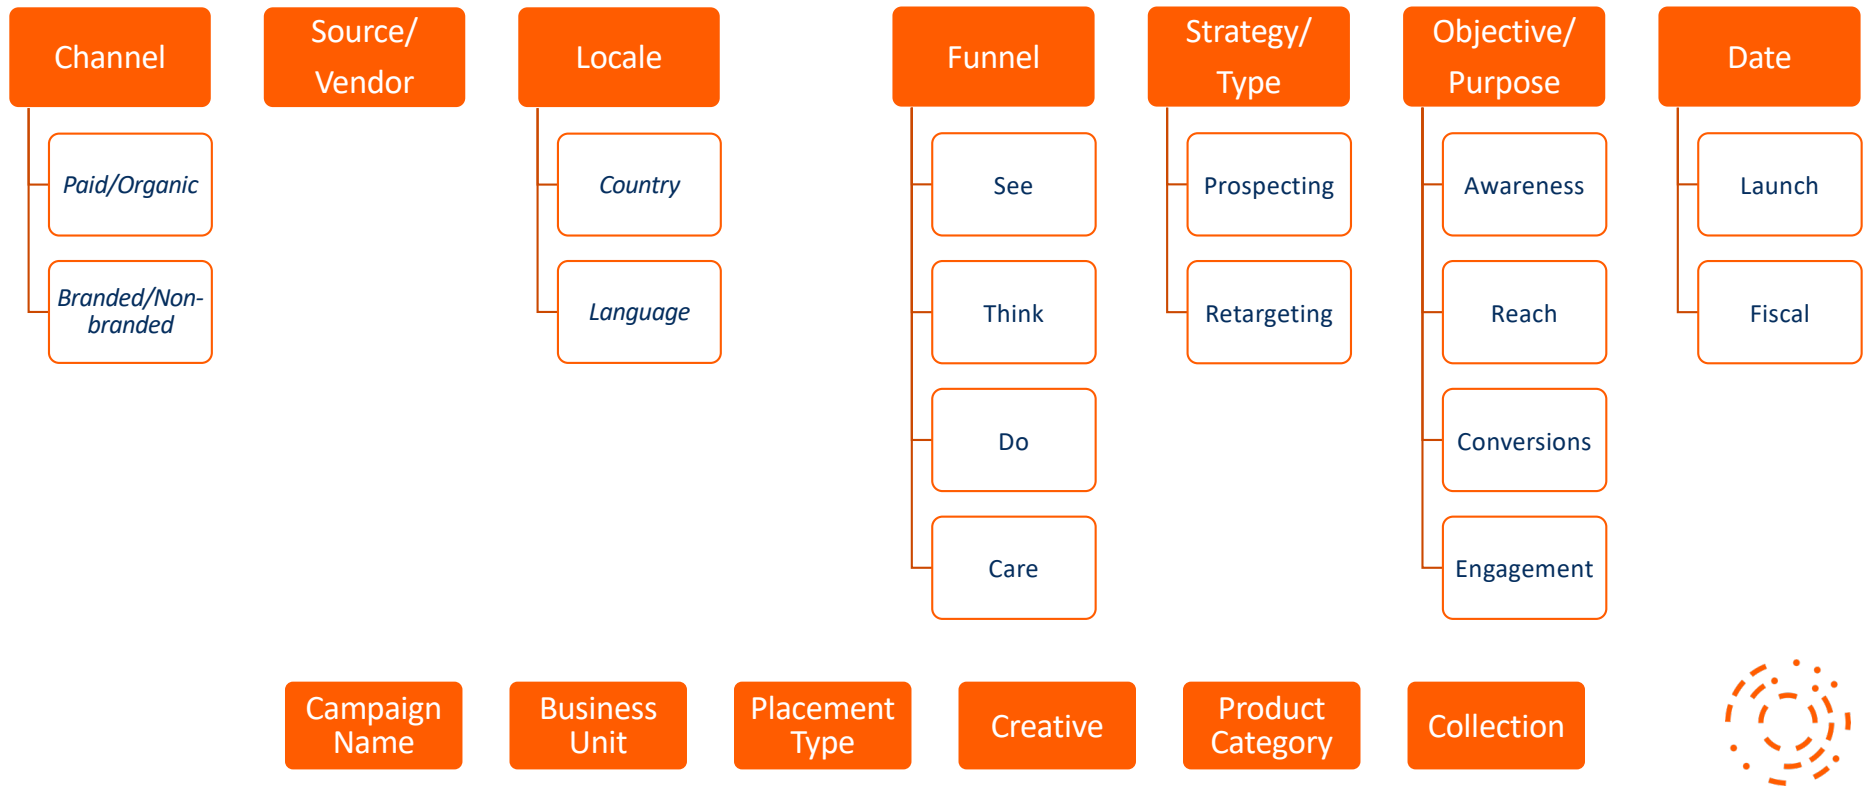 Channel
Source/
Vendor
Locale
Funnel
Strategy/
Type
Objective/
Purpose
Date
Paid/Organic
Country
See
Prospecting
Awareness
Launch
Branded/Non-
branded
Language
Think
Retargeting
Reach
Fiscal
Do
Conversions
Care
Engagement
Campaign
Name
Business
Unit
Placement
Type
Creative
Product
Category
Collection